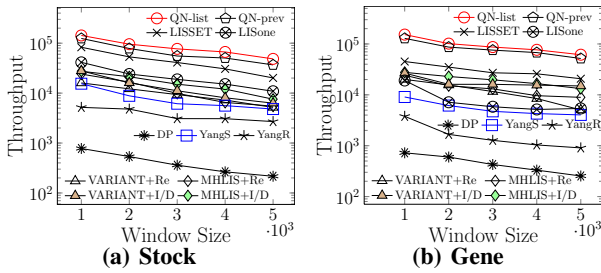 QN-list QN-prev
LISSET LISone
10^5
10^4
10^3
10^2
Throughput
DP YangS YangR
VARIANT+Re MHLIS+Re
VARIANT+I/D MHLIS+I/D
1 2 3 4 5
Window Size ·10^3
(a) Stock
QN-list QN-prev
LISSET LISone
10^5
10^4
10^3
10^2
Throughput
DP YangS YangR
VARIANT+Re MHLIS+Re
VARIANT+I/D MHLIS+I/D
1 2 3 4 5
Window Size ·10^3
(b) Gene